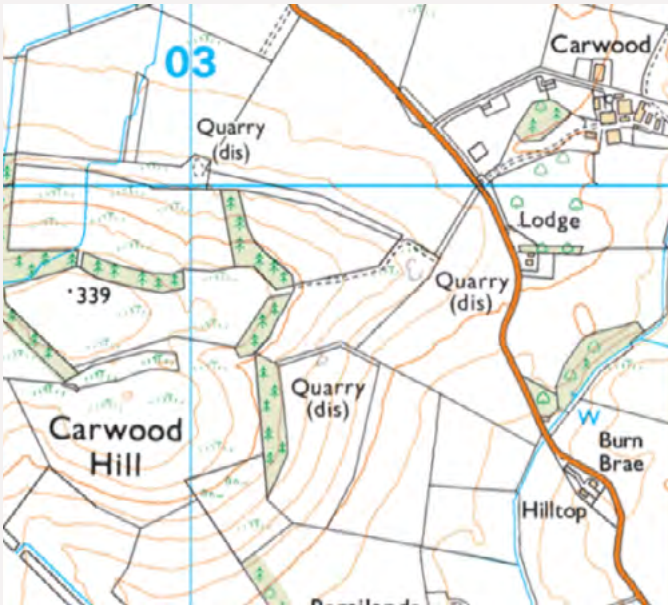 03
Carwood
Quarry
(dis)
Lodge
Quarry
(dis)
339
Quarry
(dis)
Carwood
Hill
W
Burn
Brae
Hilltop